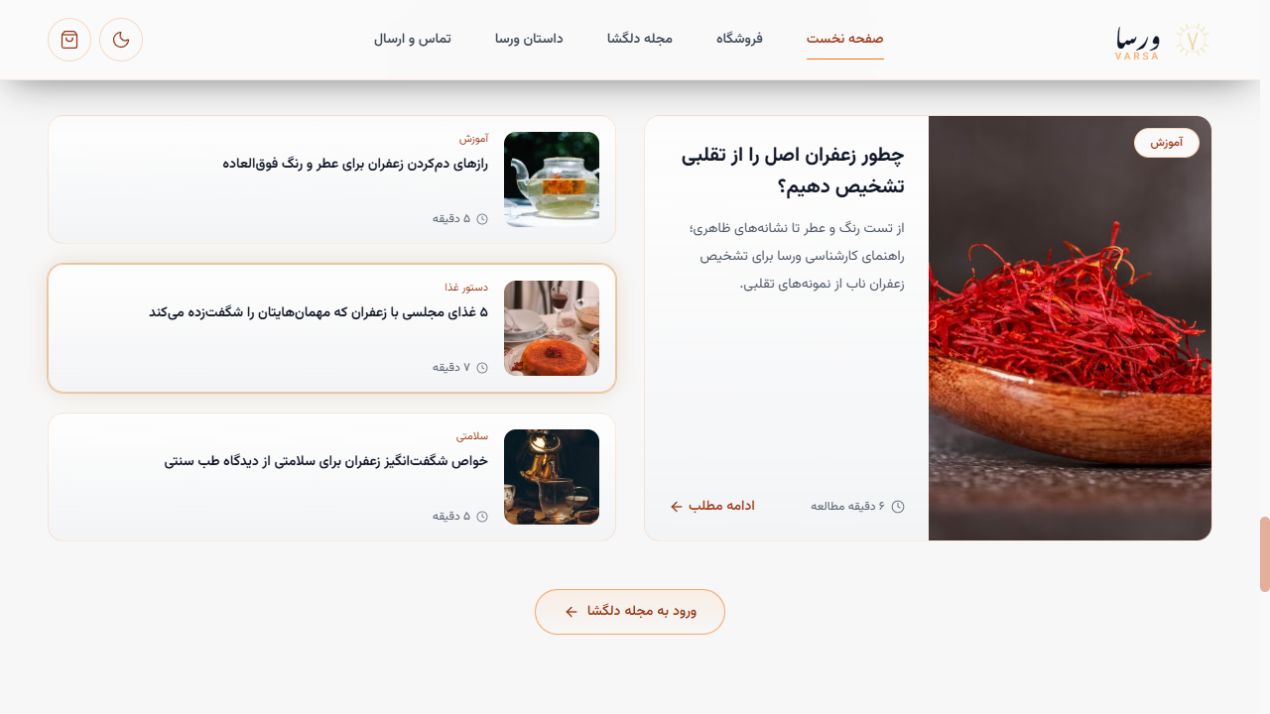 ورسا
VARSA
صفحه نخست
فروشگاه
مجله دلگشا
داستان ورسا
تماس و ارسال
آموزش
چطور زعفران اصل را از تقلبی
تشخیص دهیم؟
از تست رنگ و عطر تا نشانه‌های ظاهری؛
راهنمای کارشناسی ورسا برای تشخیص
زعفران ناب از نمونه‌های تقلبی.
۶ دقیقه مطالعه
ادامه مطلب
آموزش
رازهای دم‌کردن زعفران برای عطر و رنگ فوق‌العاده
۵ دقیقه
دستور غذا
۵ غذای مجلسی با زعفران که مهمان‌هایتان را شگفت‌زده می‌کند
۷ دقیقه
سلامتی
خواص شگفت‌انگیز زعفران برای سلامتی از دیدگاه طب سنتی
۵ دقیقه
ورود به مجله دلگشا